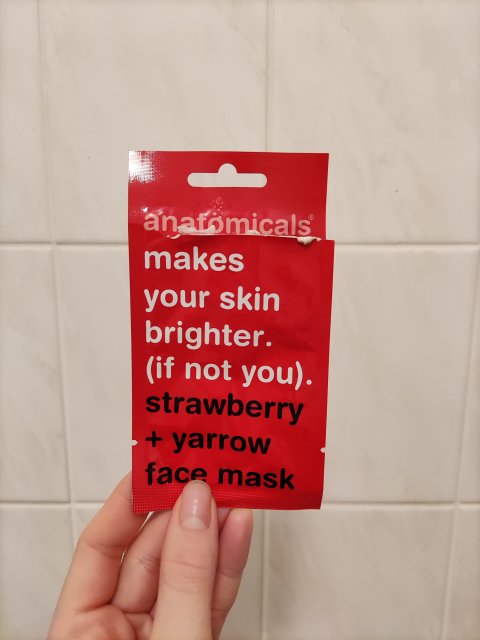 anatomicals®
makes
your skin
brighter.
(if not you).
strawberry
+ yarrow
face mask